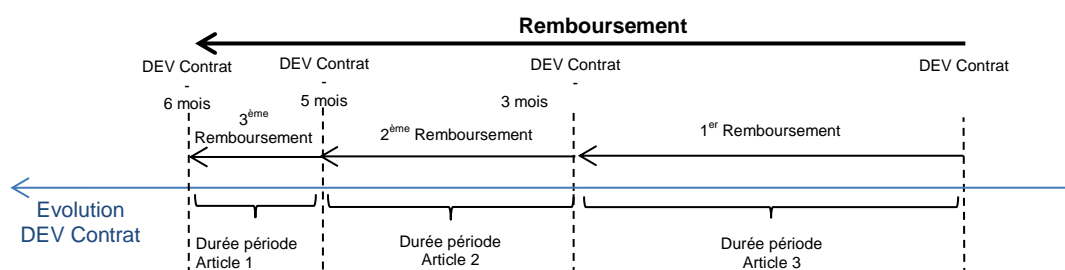 Remboursement
DEV Contrat
-
6 mois
DEV Contrat
-
5 mois
DEV Contrat
-
3 mois
DEV Contrat
3ème
Remboursement
2ème Remboursement
1er Remboursement
Evolution
DEV Contrat
Durée période
Article 1
Durée période
Article 2
Durée période
Article 3